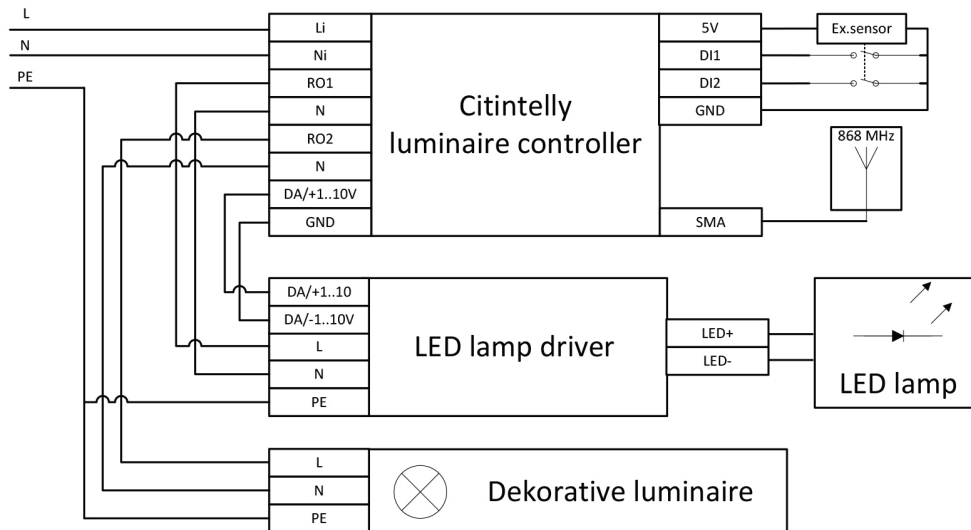 L
N
PE
Li
Ni
RO1
N
RO2
N
DA/+1..10V
GND
Citintelly
luminaire controller
5V
DI1
DI2
GND
SMA
Ex.sensor
868 MHz
DA/+1..10
DA/-1..10V
L
N
PE
LED lamp driver
LED+
LED-
LED lamp
L
N
PE
Dekorative luminaire